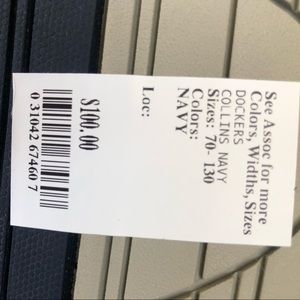 See Assoc for more
Colors, Widths, Sizes
DOCKERS
COLLINS NAVY
Sizes: 70- 130
Colors:
NAVY
Loc:
$100.00
0 31042 67460 7